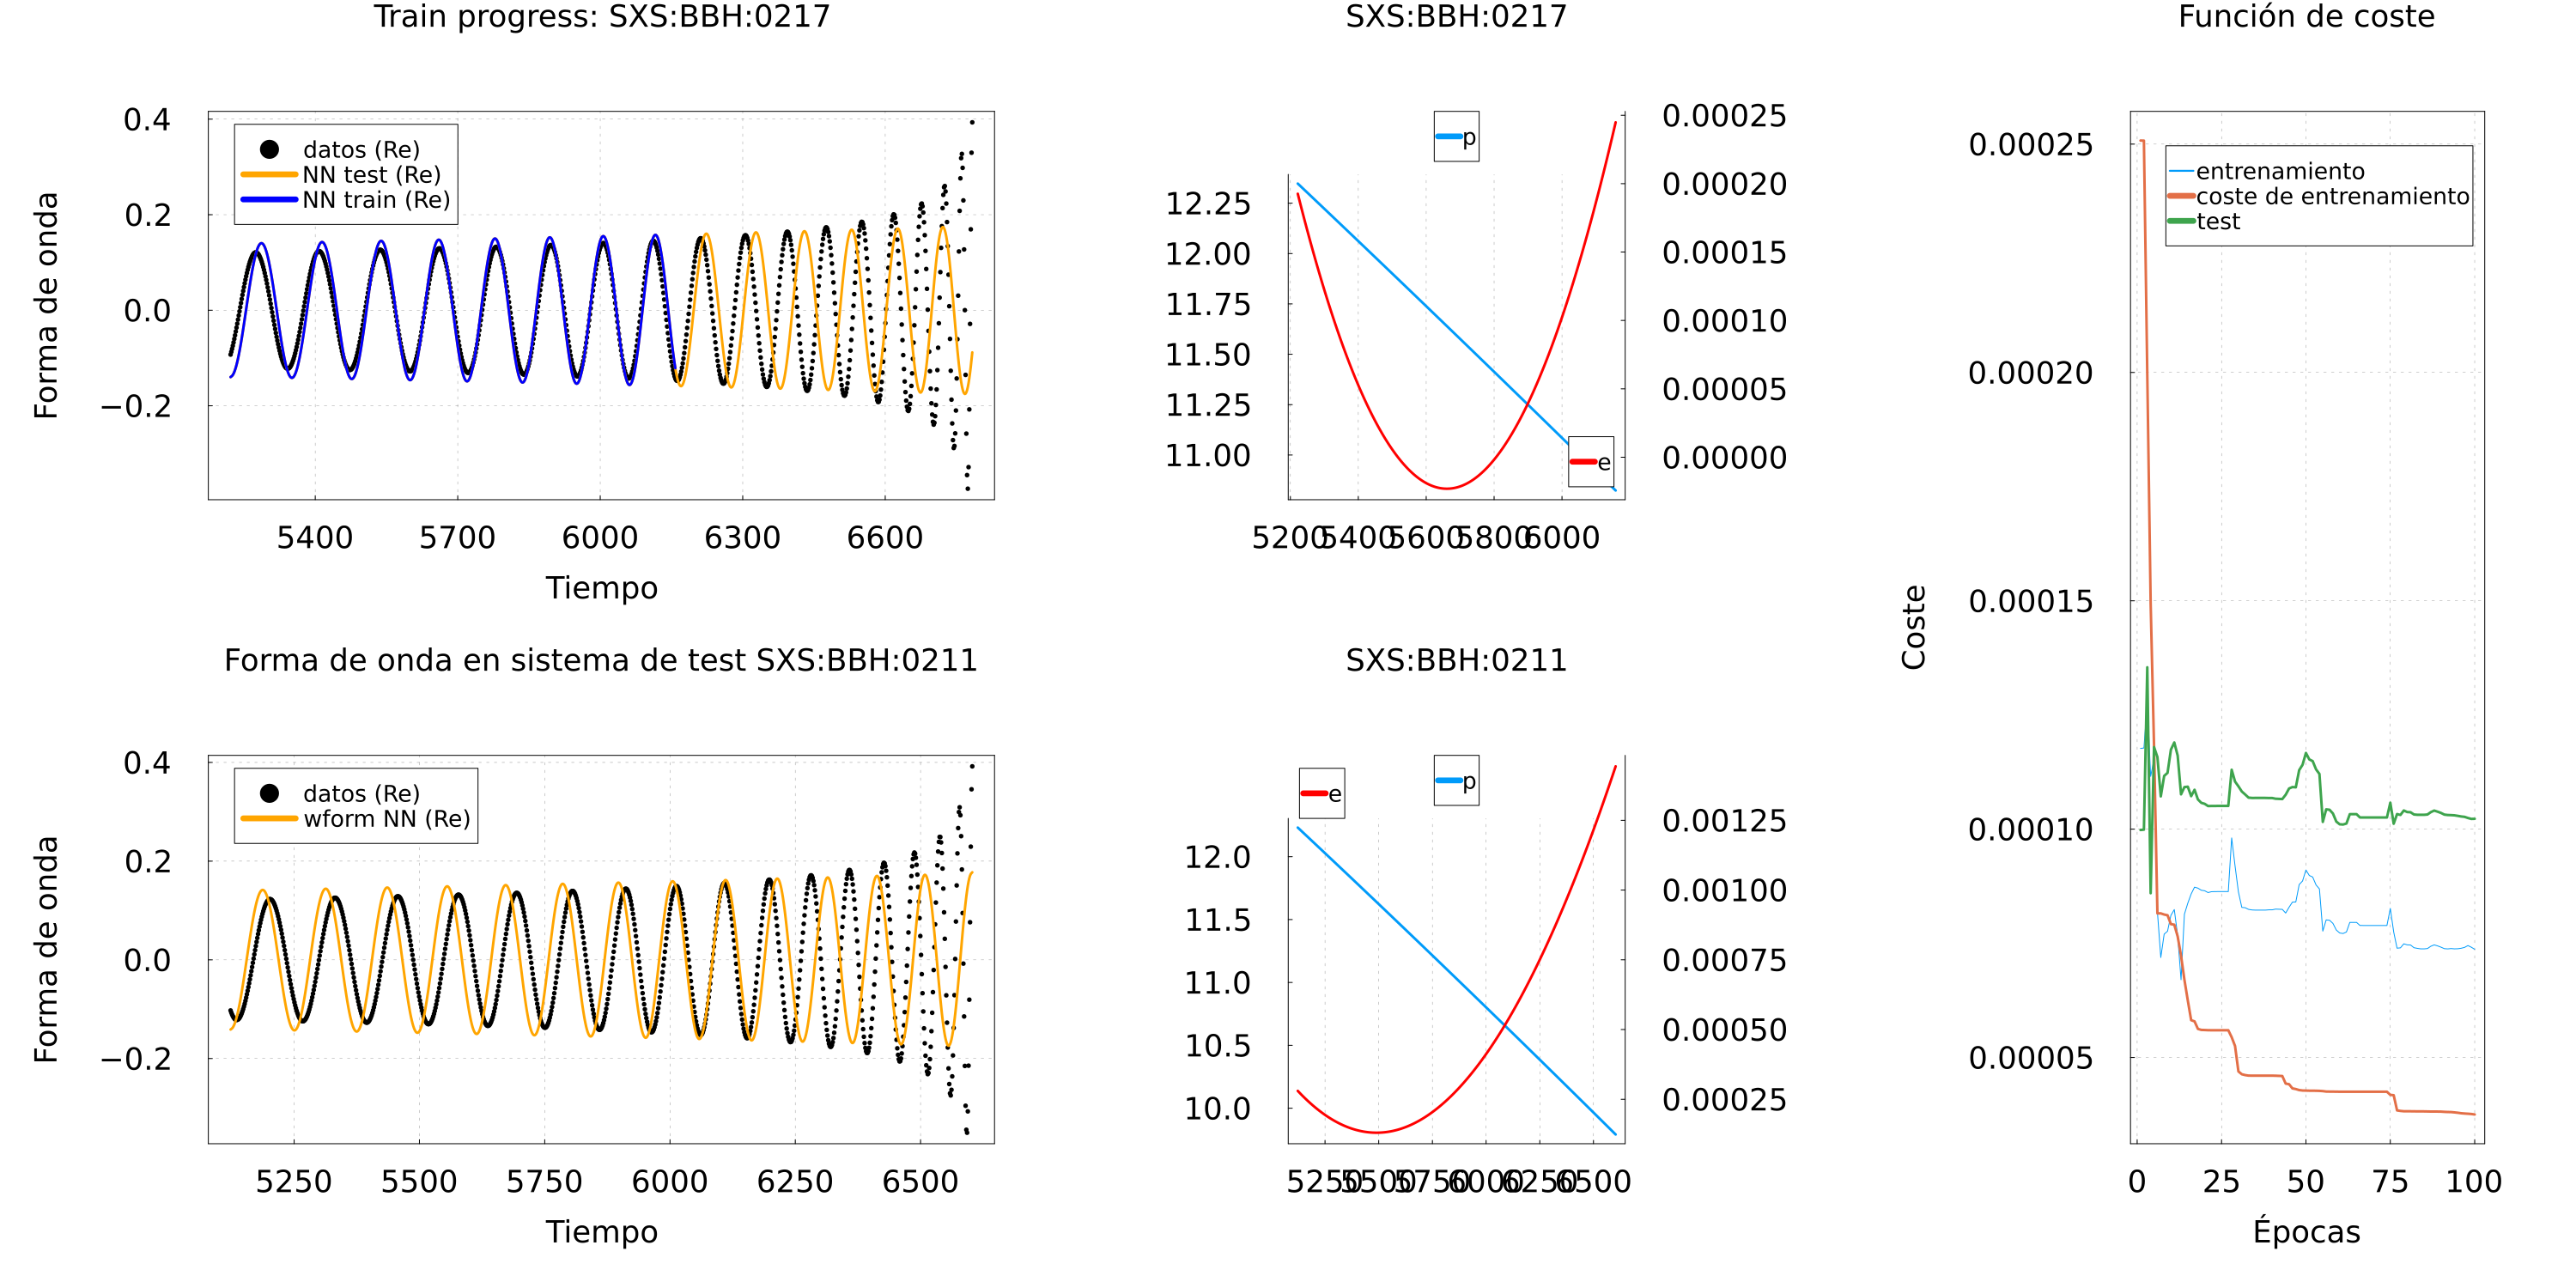 Train progress: SXS:BBH:0217
Forma de onda
0.4
0.2
0.0
−0.2
datos (Re)
NN test (Re)
NN train (Re)
5400
5700
6000
6300
6600
Tiempo
SXS:BBH:0217
12.25
12.00
11.75
11.50
11.25
11.00
p
e
0.00025
0.00020
0.00015
0.00010
0.00005
0.00000
5200
5400
5600
5800
6000
Forma de onda en sistema de test SXS:BBH:0211
Forma de onda
0.4
0.2
0.0
−0.2
datos (Re)
wform NN (Re)
5250
5500
5750
6000
6250
6500
Tiempo
SXS:BBH:0211
e
p
12.0
11.5
11.0
10.5
10.0
0.00125
0.00100
0.00075
0.00050
0.00025
5250
5500
5750
6000
6250
6500
Función de coste
Coste
0.00025
0.00020
0.00015
0.00010
0.00005
entrenamiento
coste de entrenamiento
test
0
25
50
75
100
Épocas